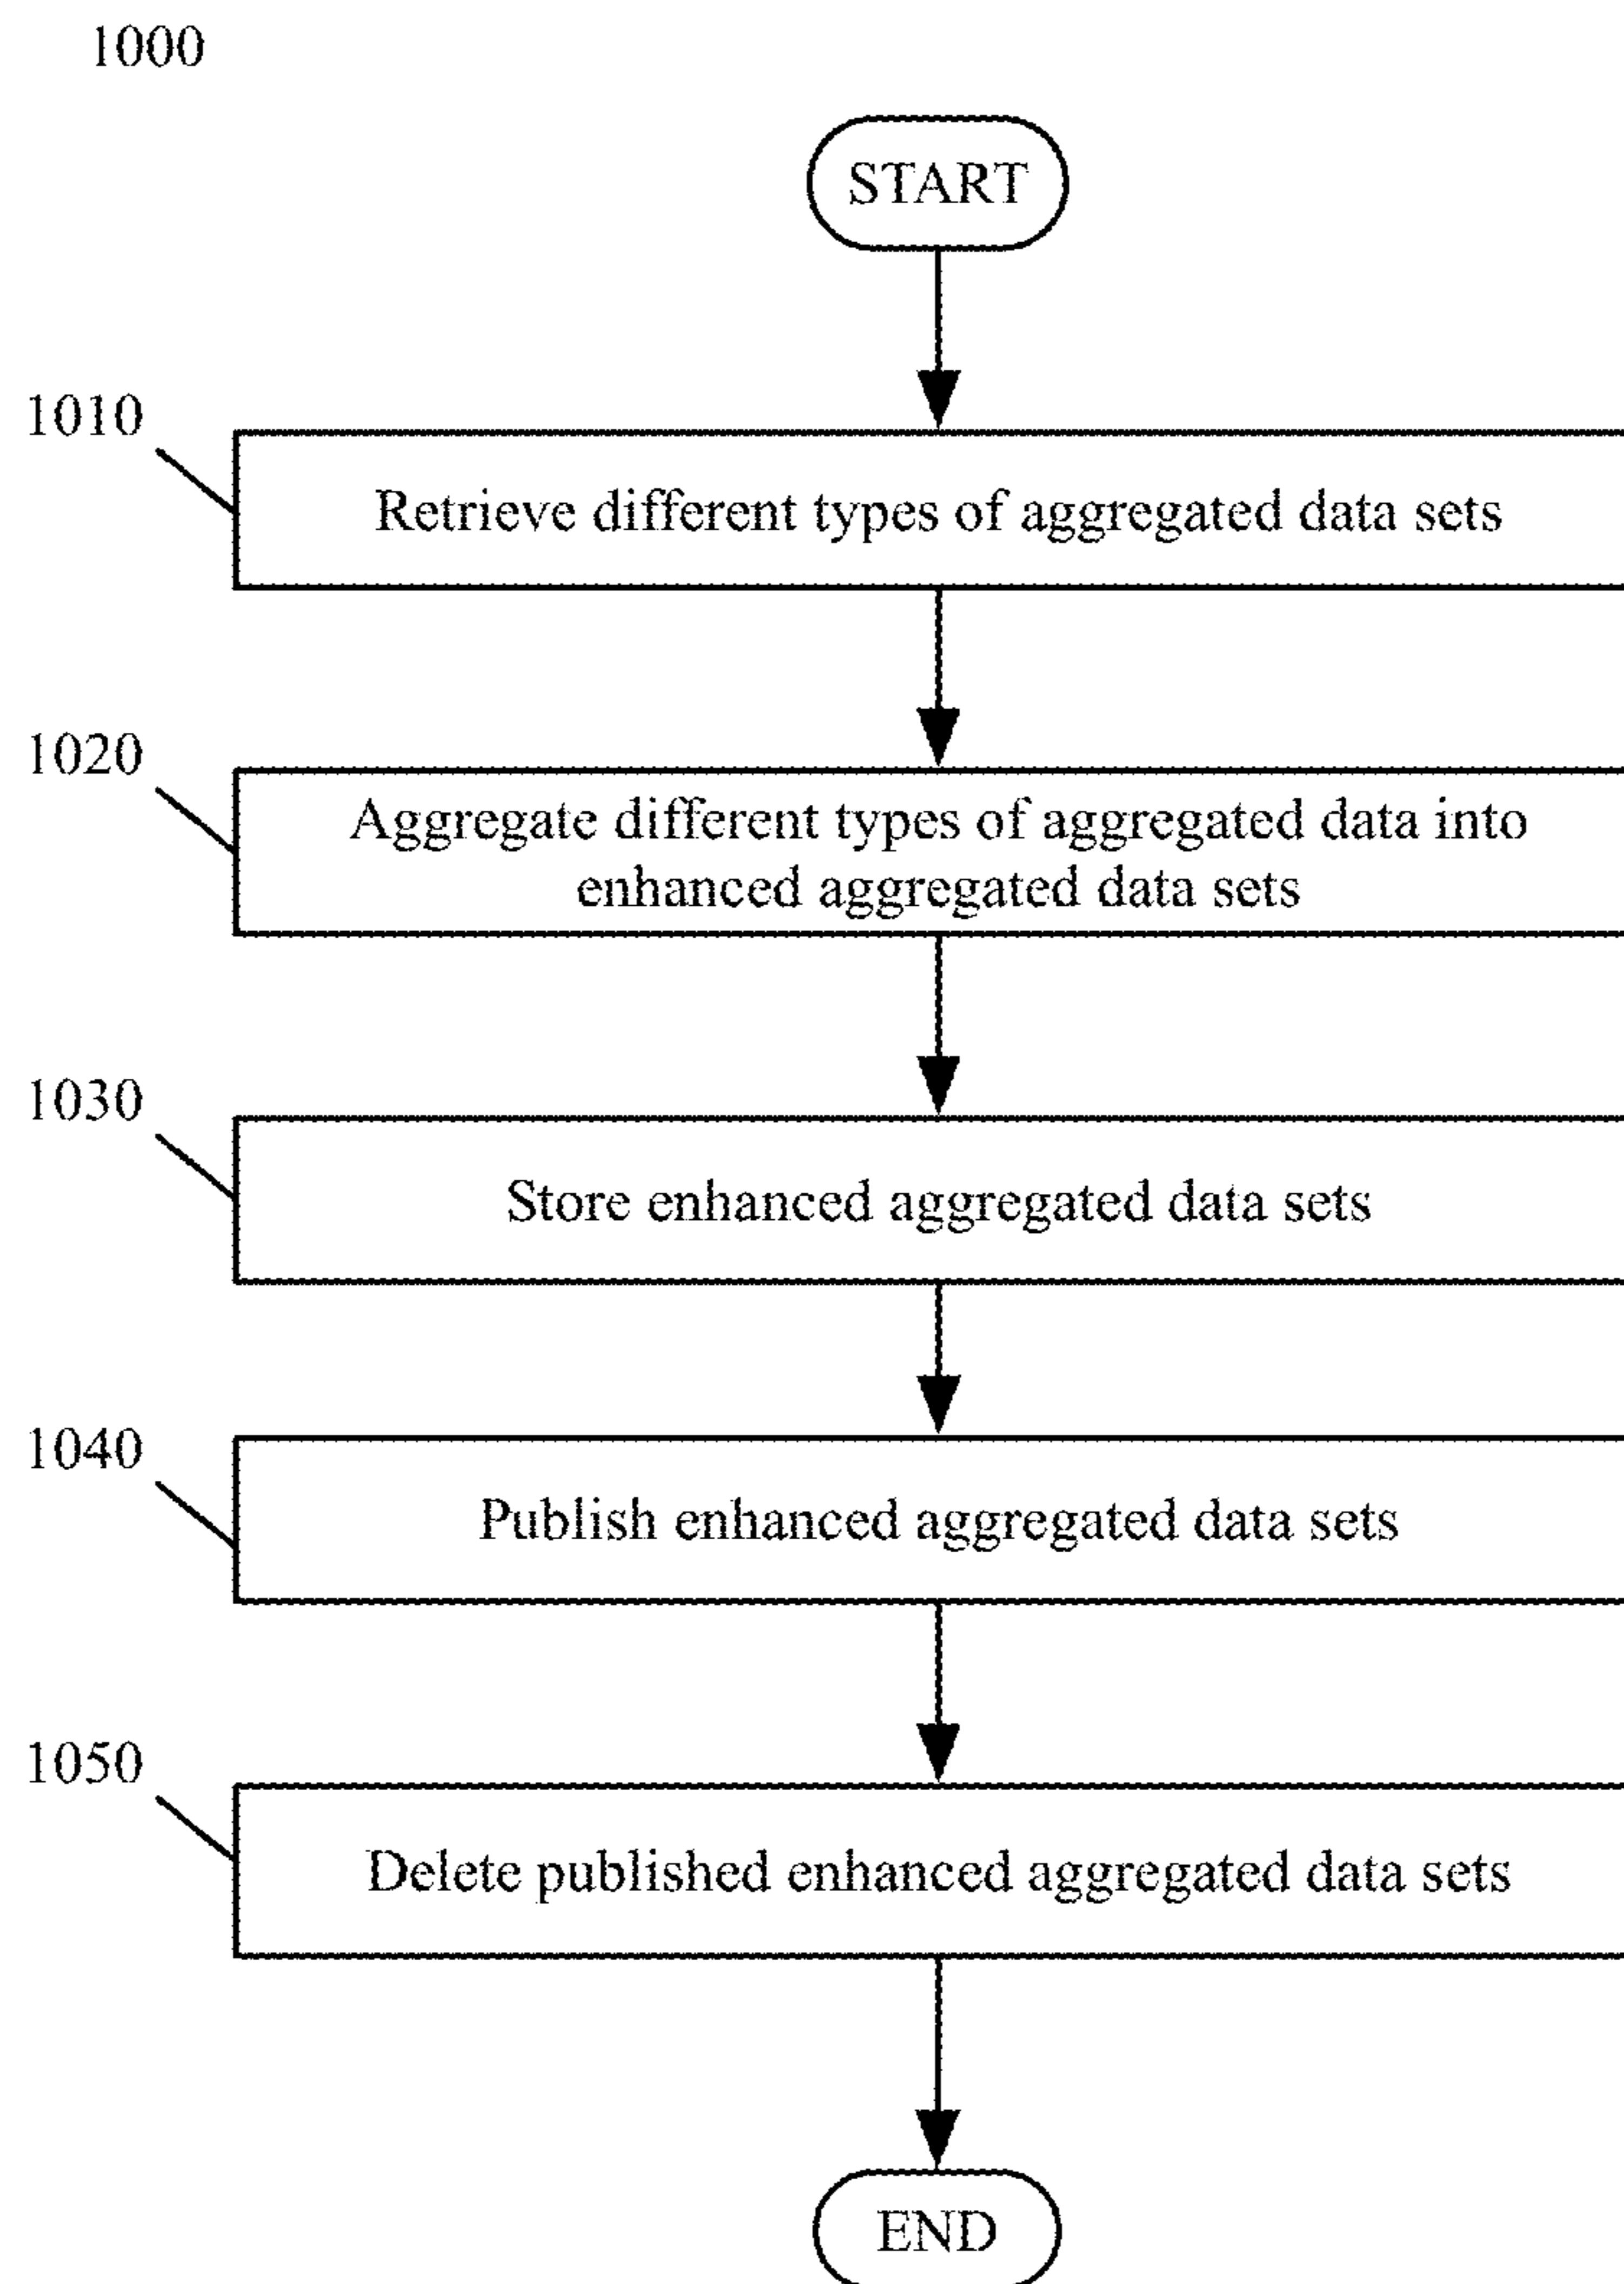 1000
START
1010
Retrieve different types of aggregated data sets
1020
Aggregate different types of aggregated data into
enhanced aggregated data sets
1030
Store enhanced aggregated data sets
1040
Publish enhanced aggregated data sets
1050
Delete published enhanced aggregated data sets
END